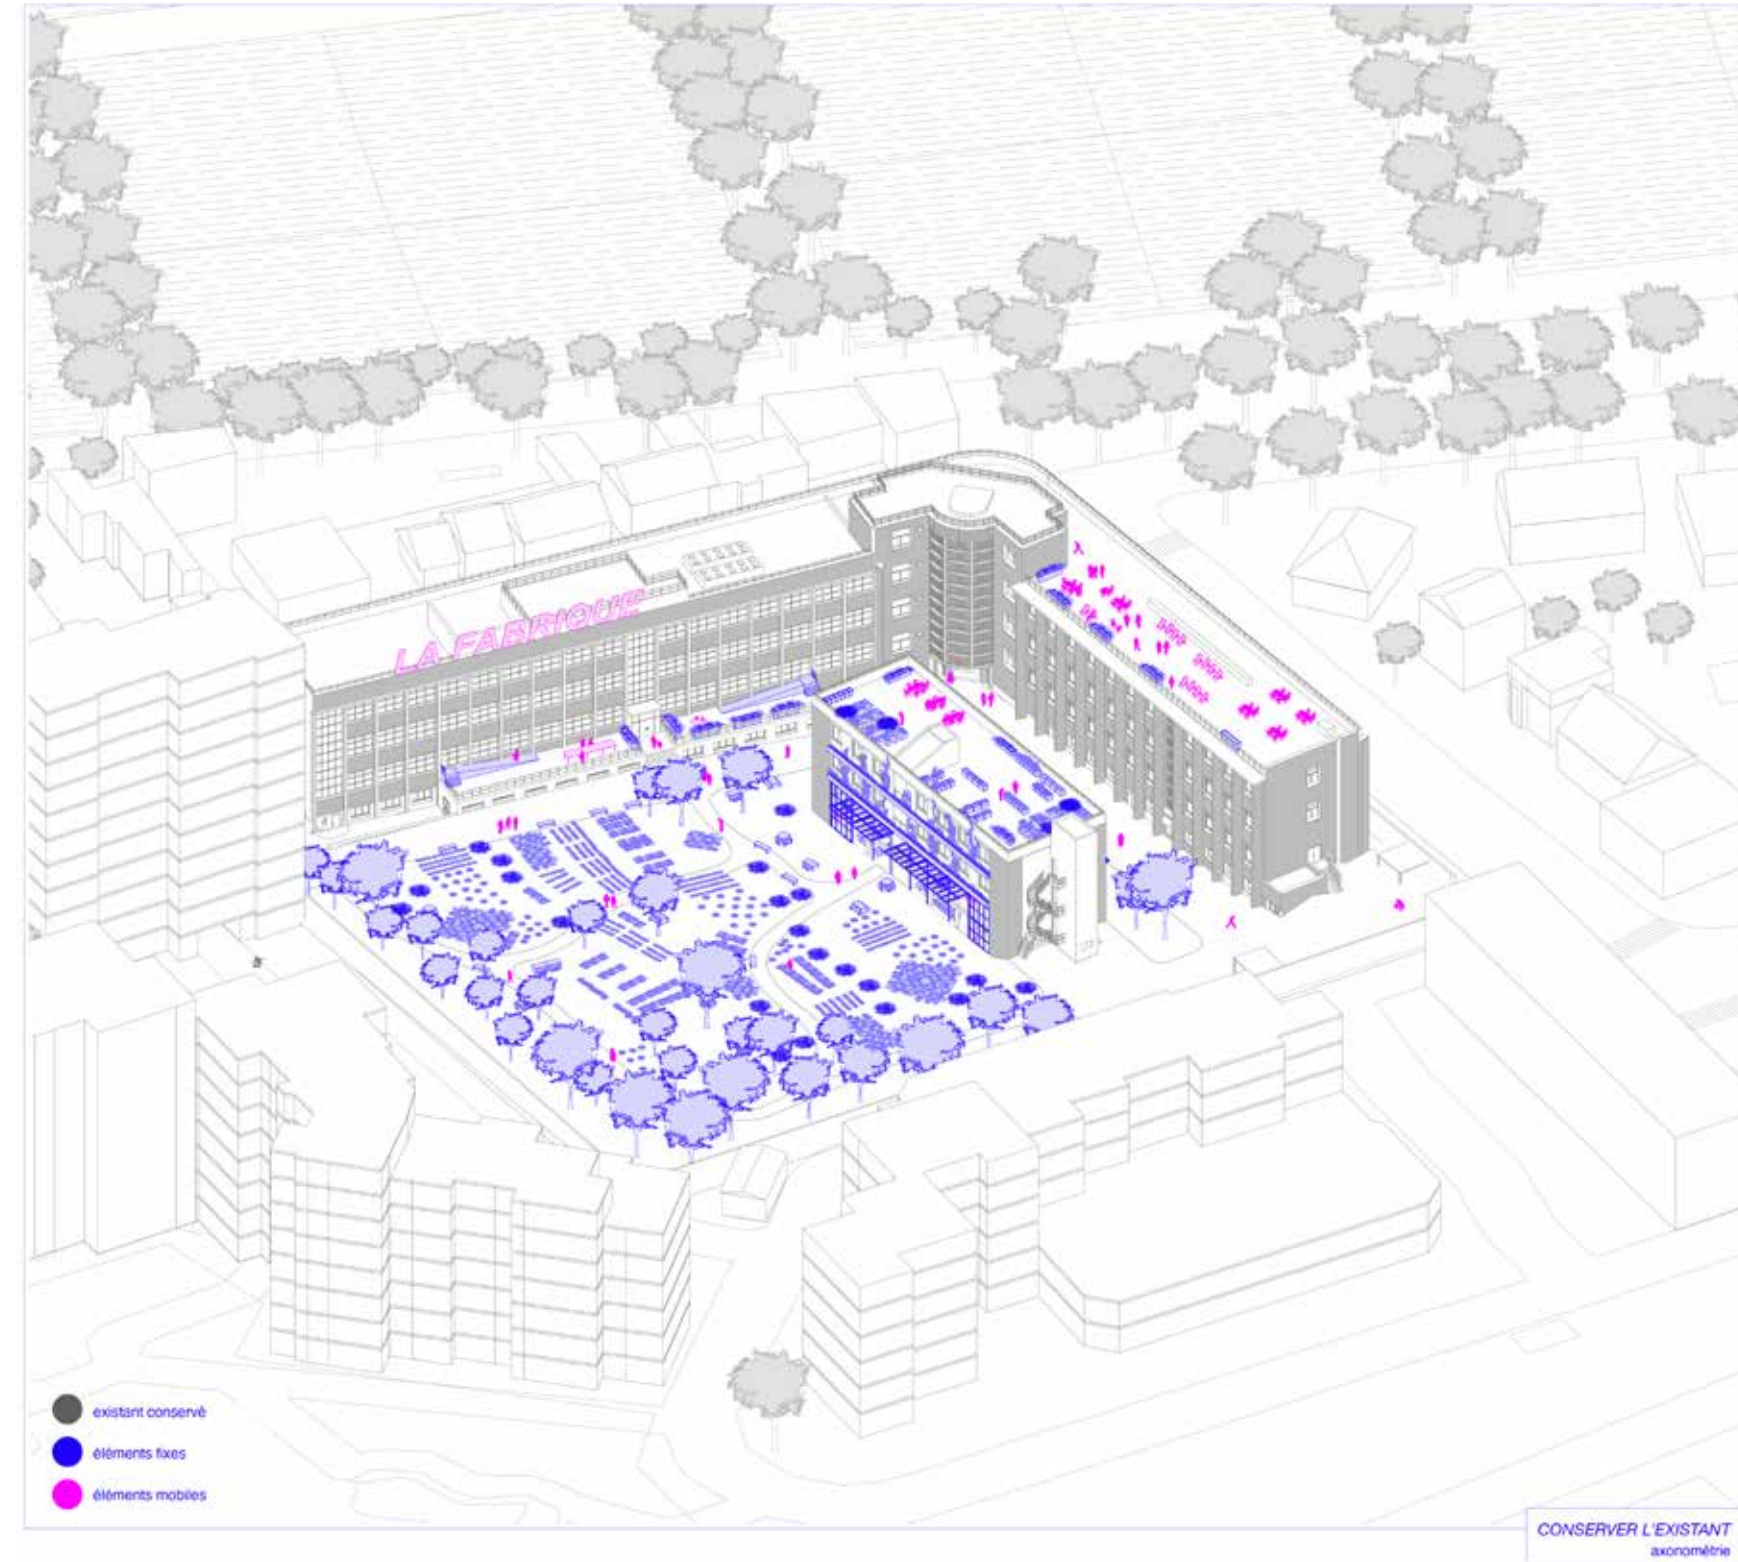 LA FABRIQUE
existant conservé
éléments fixes
éléments mobiles
CONSERVER L'EXISTANT
axonométrie